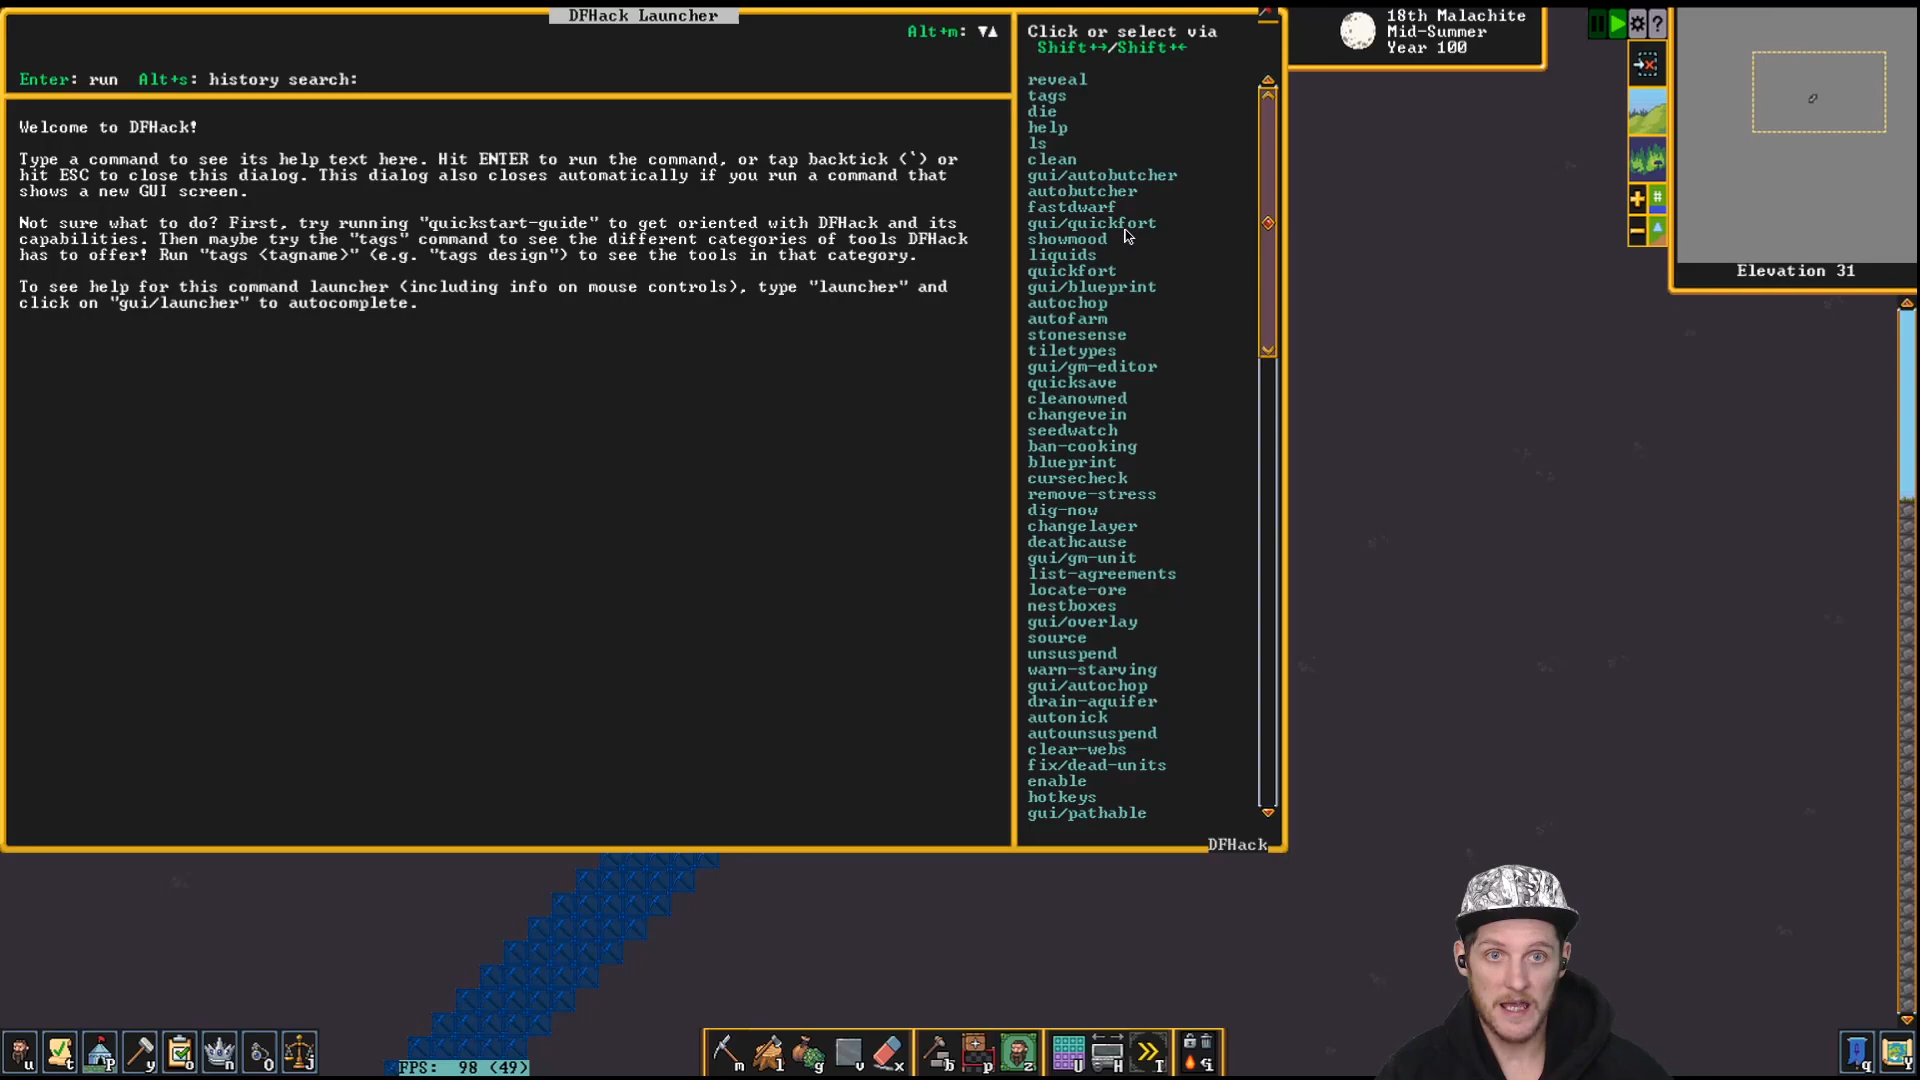 DFHack Launcher
Alt+m: ▼▲
Enter: run  Alt+s: history search:
Welcome to DFHack!
Type a command to see its help text here. Hit ENTER to run the command, or tap backtick (`) or
hit ESC to close this dialog. This dialog also closes automatically if you run a command that
shows a new GUI screen.
Not sure what to do? First, try running "quickstart-guide" to get oriented with DFHack and its
capabilities. Then maybe try the "tags" command to see the different categories of tools DFHack
has to offer! Run "tags <tagname>" (e.g. "tags design") to see the tools in that category.
To see help for this command launcher (including info on mouse controls), type "launcher" and
click on "gui/launcher" to autocomplete.
Click or select via
Shift+→/Shift+←
reveal
tags
die
help
ls
clean
gui/autobutcher
autobutcher
fastdwarf
gui/quickfort
showmood
liquids
quickfort
gui/blueprint
autochop
autofarm
stonesense
tiletypes
gui/gm-editor
quicksave
cleanowned
changevein
seedwatch
ban-cooking
blueprint
cursecheck
remove-stress
dig-now
changelayer
deathcause
gui/gm-unit
list-agreements
locate-ore
nestboxes
gui/overlay
source
unsuspend
warn-starving
gui/autochop
drain-aquifer
autonick
autounsuspend
clear-webs
fix/dead-units
enable
hotkeys
gui/pathable
DFHack
18th Malachite
Mid-Summer
Year 100
?
#
Elevation 31
u t P y o n O j
FPS: 98 (49)
m l g v x b p z U H T G i
q Y